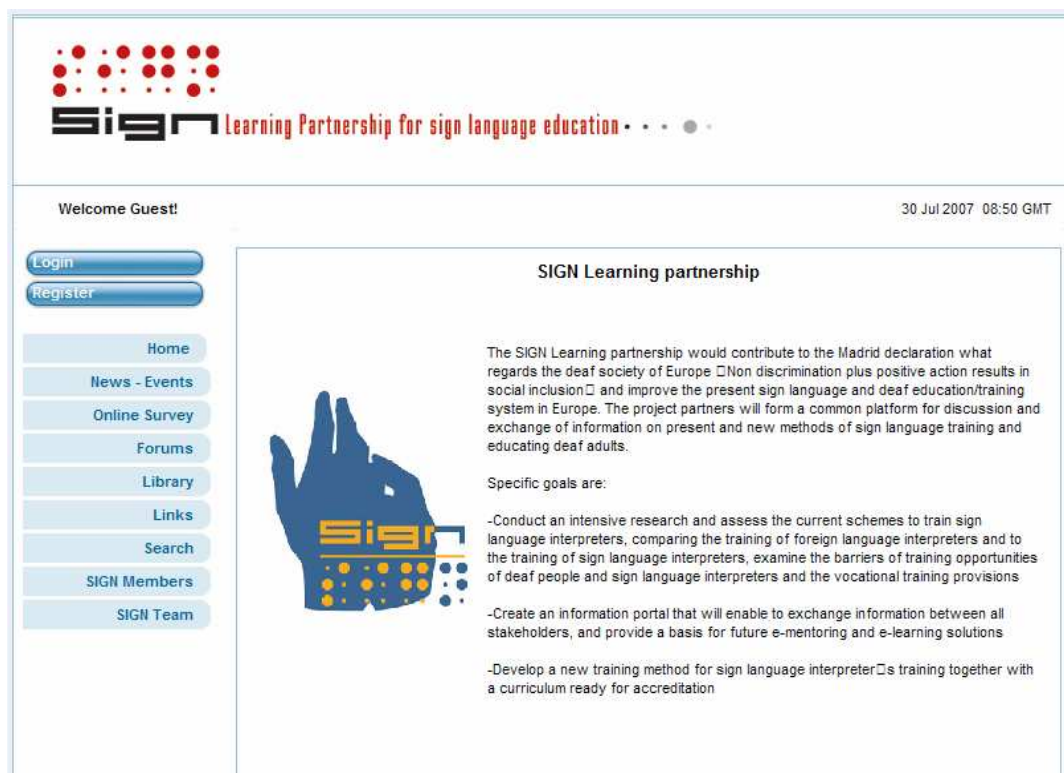 Sign Learning Partnership for sign language education
Welcome Guest!
30 Jul 2007 08:50 GMT
Login
Register
Home
News - Events
Online Survey
Forums
Library
Links
Search
SIGN Members
SIGN Team
SIGN Learning partnership
The SIGN Learning partnership would contribute to the Madrid declaration what
regards the deaf society of Europe □Non discrimination plus positive action results in
social inclusion□ and improve the present sign language and deaf education/training
system in Europe. The project partners will form a common platform for discussion and
exchange of information on present and new methods of sign language training and
educating deaf adults.
Specific goals are:
-Conduct an intensive research and assess the current schemes to train sign
language interpreters, comparing the training of foreign language interpreters and to
the training of sign language interpreters, examine the barriers of training opportunities
of deaf people and sign language interpreters and the vocational training provisions
-Create an information portal that will enable to exchange information between all
stakeholders, and provide a basis for future e-mentoring and e-learning solutions
-Develop a new training method for sign language interpreter□s training together with
a curriculum ready for accreditation
Sign